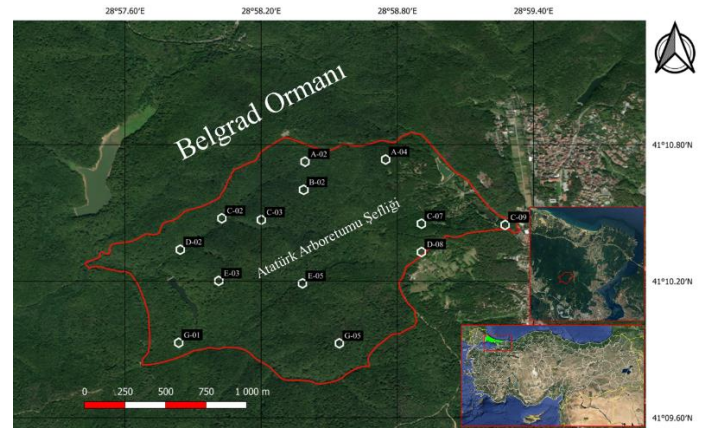 28°57.60'E 28°58.20'E 28°58.80'E 28°59.40'E
Belgrad Ormanı
41°10.80'N
A-02
A-04
B-02
C-02
C-03
Atatürk Arboretumu Şefliği
C-07
C-09
D-02
D-08
E-03
E-05
41°10.20'N
G-01
G-05
0 250 500 750 1 000 m
41°09.60'N